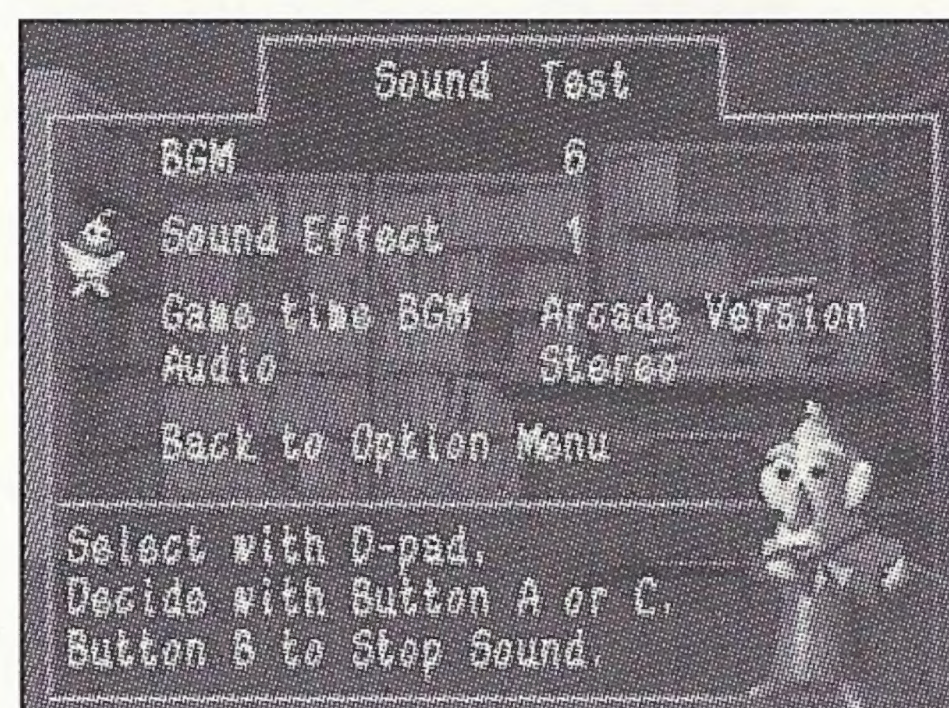 Sound Test
BGM 6
Sound Effect 1
Game time BGM Arcade Version
Audio Stereo
Back to Option Menu
Select with D-pad.
Decide with Button A or C.
Button B to Stop Sound.